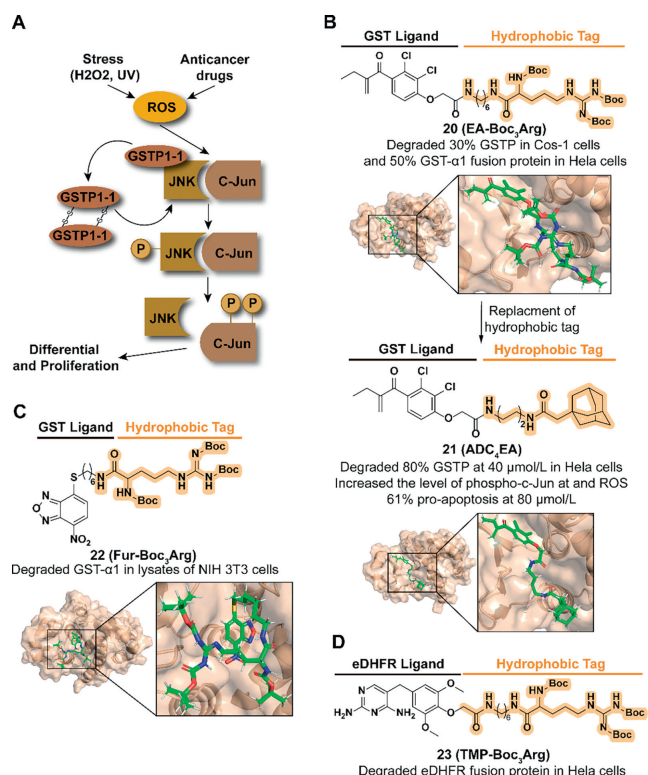 A
Stress
(H2O2, UV)
Anticancer
drugs
ROS
GSTP1-1
JNK
C-Jun
GSTP1-1
GSTP1-1
P
JNK
C-Jun
P
P
JNK
C-Jun
Differential
and Proliferation
B
GST Ligand
Hydrophobic Tag
O
Cl
Cl
O
O
H
N
6
H
N
O
HN
Boc
H
N
N
Boc
HN
Boc
20 (EA-Boc3Arg)
Degraded 30% GSTP in Cos-1 cells
and 50% GST-α1 fusion protein in Hela cells
Replacment of
hydrophobic tag
GST Ligand
Hydrophobic Tag
O
Cl
Cl
O
O
H
N
2
N
H
O
21 (ADC4EA)
Degraded 80% GSTP at 40 μmol/L in Hela cells
Increased the level of phospho-c-Jun at and ROS
61% pro-apoptosis at 80 μmol/L
C
GST Ligand
Hydrophobic Tag
S
6
N
H
O
HN
Boc
N
H
N
Boc
HN
Boc
N
O
N
NO2
22 (Fur-Boc3Arg)
Degraded GST-α1 in lysates of NIH 3T3 cells
D
eDHFR Ligand
Hydrophobic Tag
N
N
H2N
NH2
O
O
O
O
H
N
6
H
N
O
HN
Boc
H
N
HN
Boc
N
Boc
23 (TMP-Boc3Arg)
Degraded eDHFR fusion protein in Hela cells